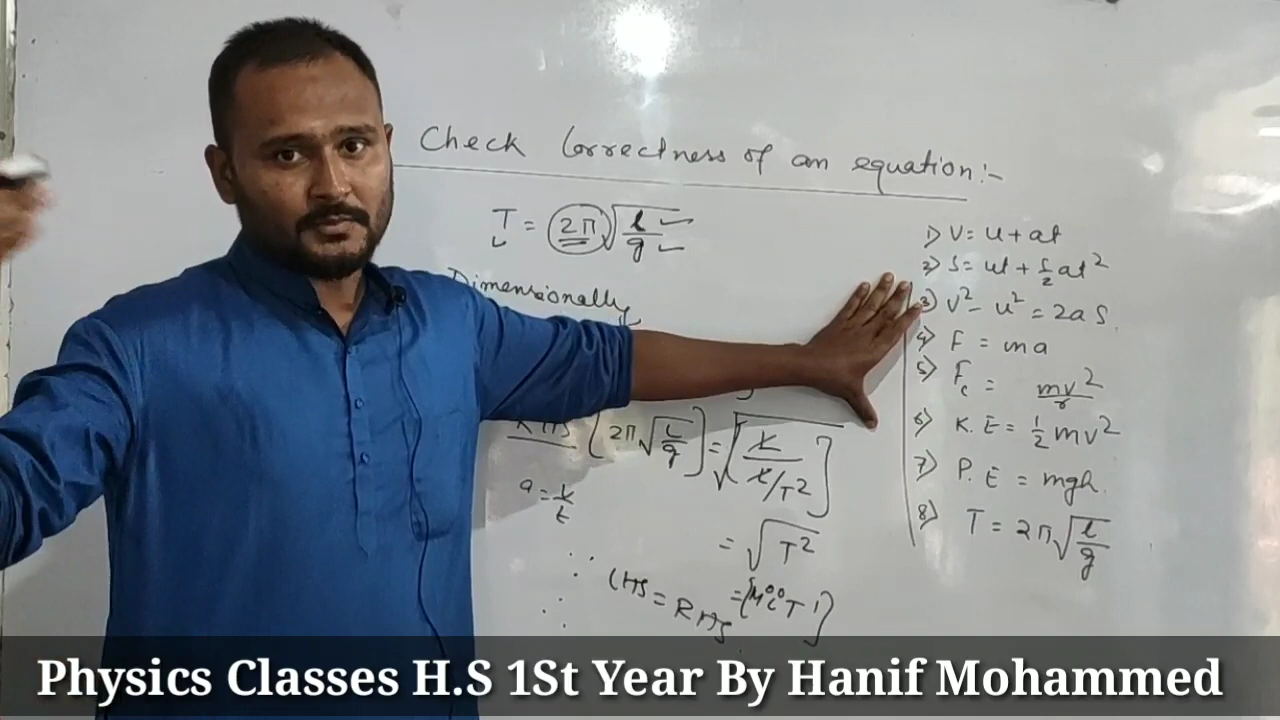 Check Correctness of an equation:-
T = 2π√(l/g)
Dimensionally
[2π√(L/g)] = √[L/L/T²]
a = v/t
= √T²
= [M⁰L⁰T¹]
∴ LHS = RHS
∴
1) V = u + at
2) S = ut + 1/2 at²
3) V² - u² = 2aS.
4) F = ma
5) Fc = mv²/r
6) K.E = 1/2 mv²
7) P.E = mgh.
8) T = 2π√(l/g)
Physics Classes H.S 1St Year By Hanif Mohammed